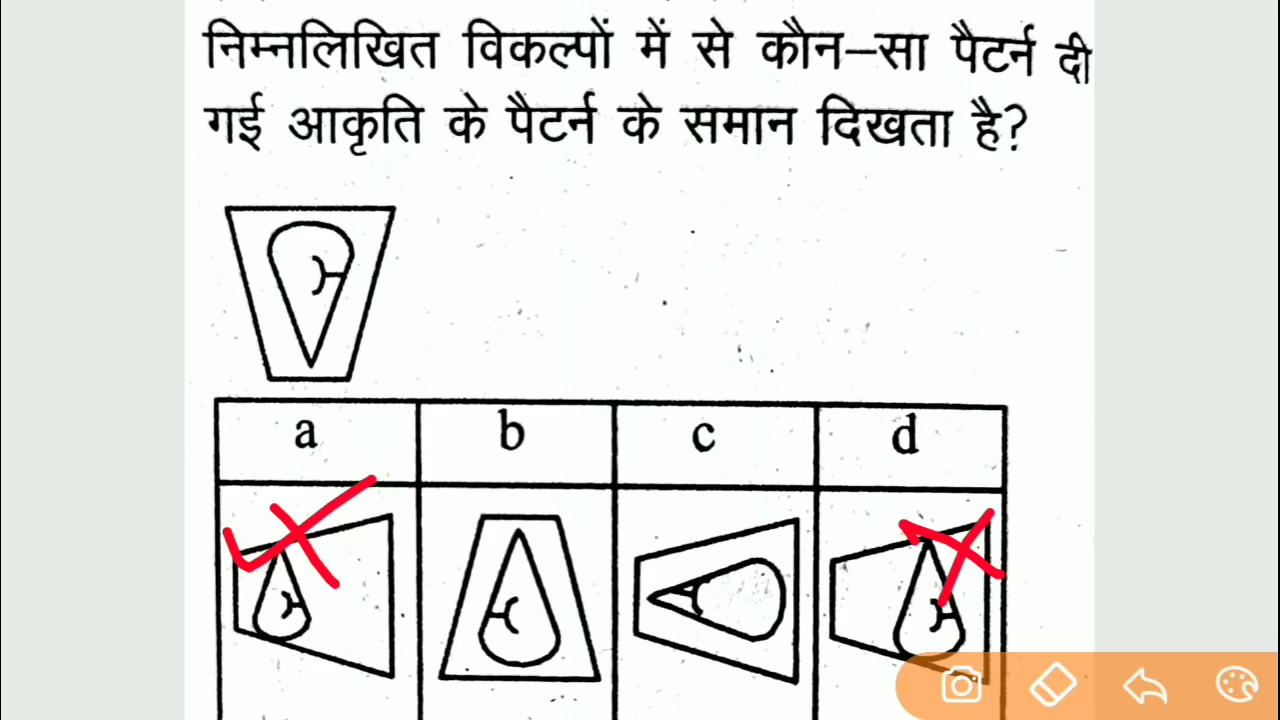 निम्नलिखित विकल्पों में से कौन–सा पैटर्न दी
गई आकृति के पैटर्न के समान दिखता है?
a b c d